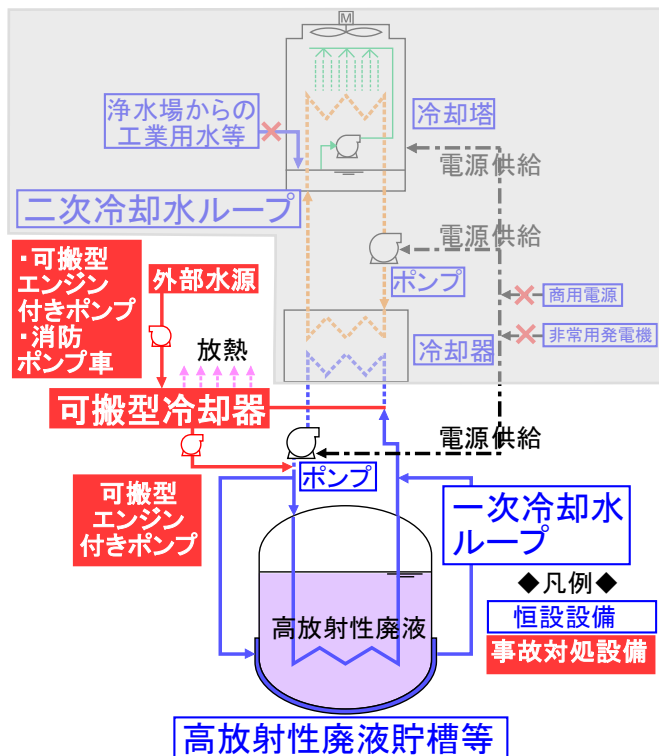 M
浄水場からの
工業用水等
冷却塔
電源供給
二次冷却水ループ
電源供給
・可搬型
エンジン
付きポンプ
・消防
ポンプ車
外部水源
ポンプ
商用電源
非常用発電機
冷却器
放熱
可搬型冷却器
電源供給
ポンプ
可搬型
エンジン
付きポンプ
一次冷却水
ループ
高放射性廃液
◆凡例◆
恒設設備
事故対処設備
高放射性廃液貯槽等